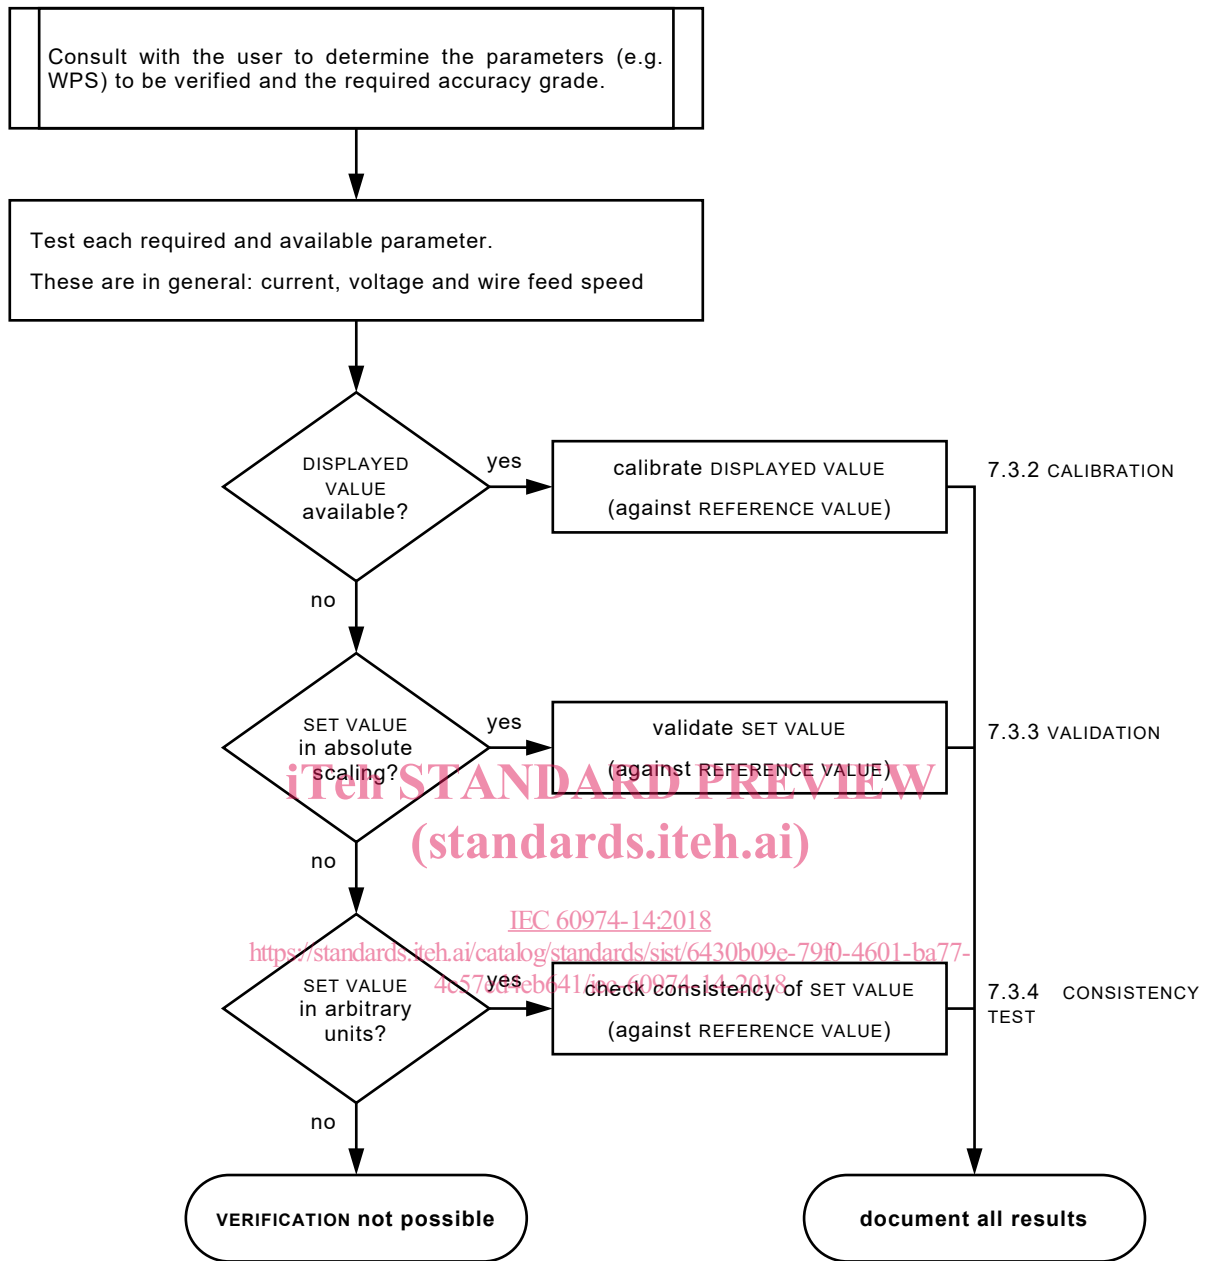 Consult with the user to determine the parameters (e.g.
WPS) to be verified and the required accuracy grade.
Test each required and available parameter.
These are in general: current, voltage and wire feed speed
DISPLAYED
VALUE
available?
yes
calibrate DISPLAYED VALUE
(against REFERENCE VALUE)
7.3.2 CALIBRATION
no
SET VALUE
in absolute
scaling?
yes
validate SET VALUE
(against REFERENCE VALUE)
7.3.3 VALIDATION
iTeh STANDARD PREVIEW
(standards.iteh.ai)
no
IEC 60974-14:2018
https://standards.iteh.ai/catalog/standards/sist/6430b09e-79f0-4601-ba77-
4c57ed4eb641/iec-60974-14-2018
SET VALUE
in arbitrary
units?
yes
check consistency of SET VALUE
(against REFERENCE VALUE)
7.3.4 CONSISTENCY
TEST
no
VERIFICATION not possible
document all results